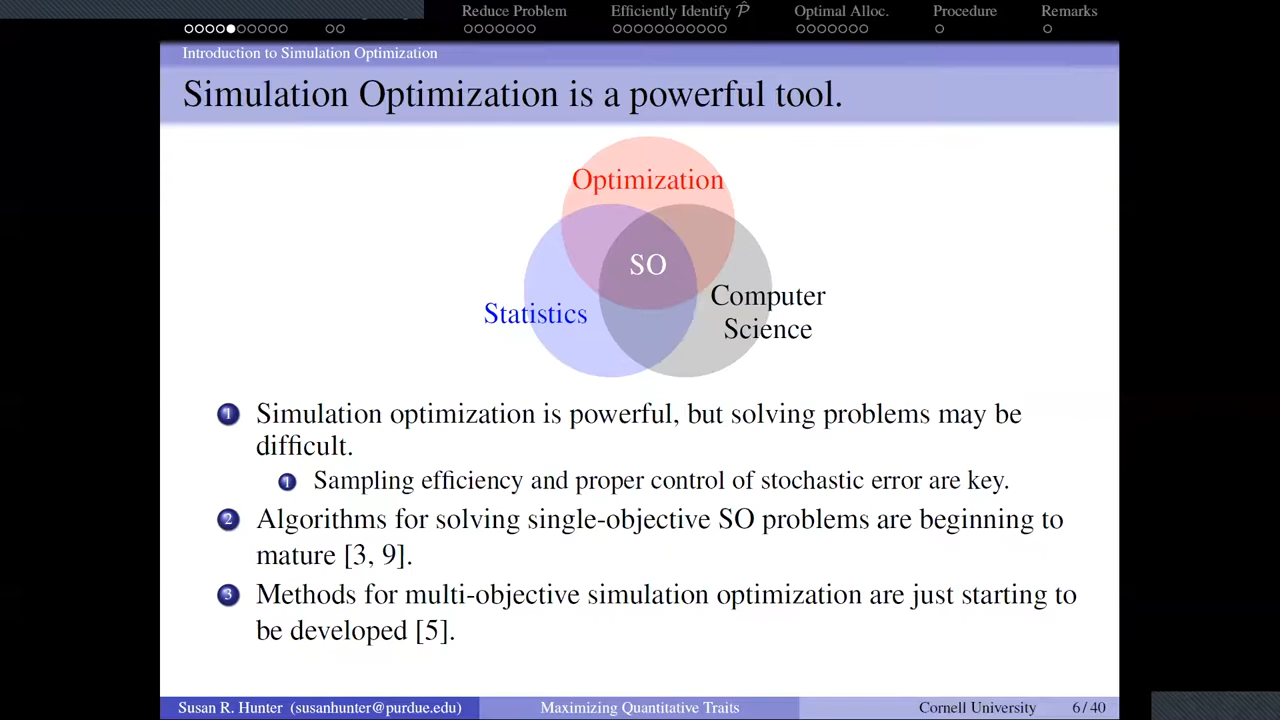 Reduce Problem Efficiently Identify P̂ Optimal Alloc. Procedure Remarks
Introduction to Simulation Optimization
Simulation Optimization is a powerful tool.
Optimization
SO
Statistics
Computer
Science
1 Simulation optimization is powerful, but solving problems may be
difficult.
1 Sampling efficiency and proper control of stochastic error are key.
2 Algorithms for solving single-objective SO problems are beginning to
mature [3, 9].
3 Methods for multi-objective simulation optimization are just starting to
be developed [5].
Susan R. Hunter (susanhunter@purdue.edu) Maximizing Quantitative Traits Cornell University 6 / 40